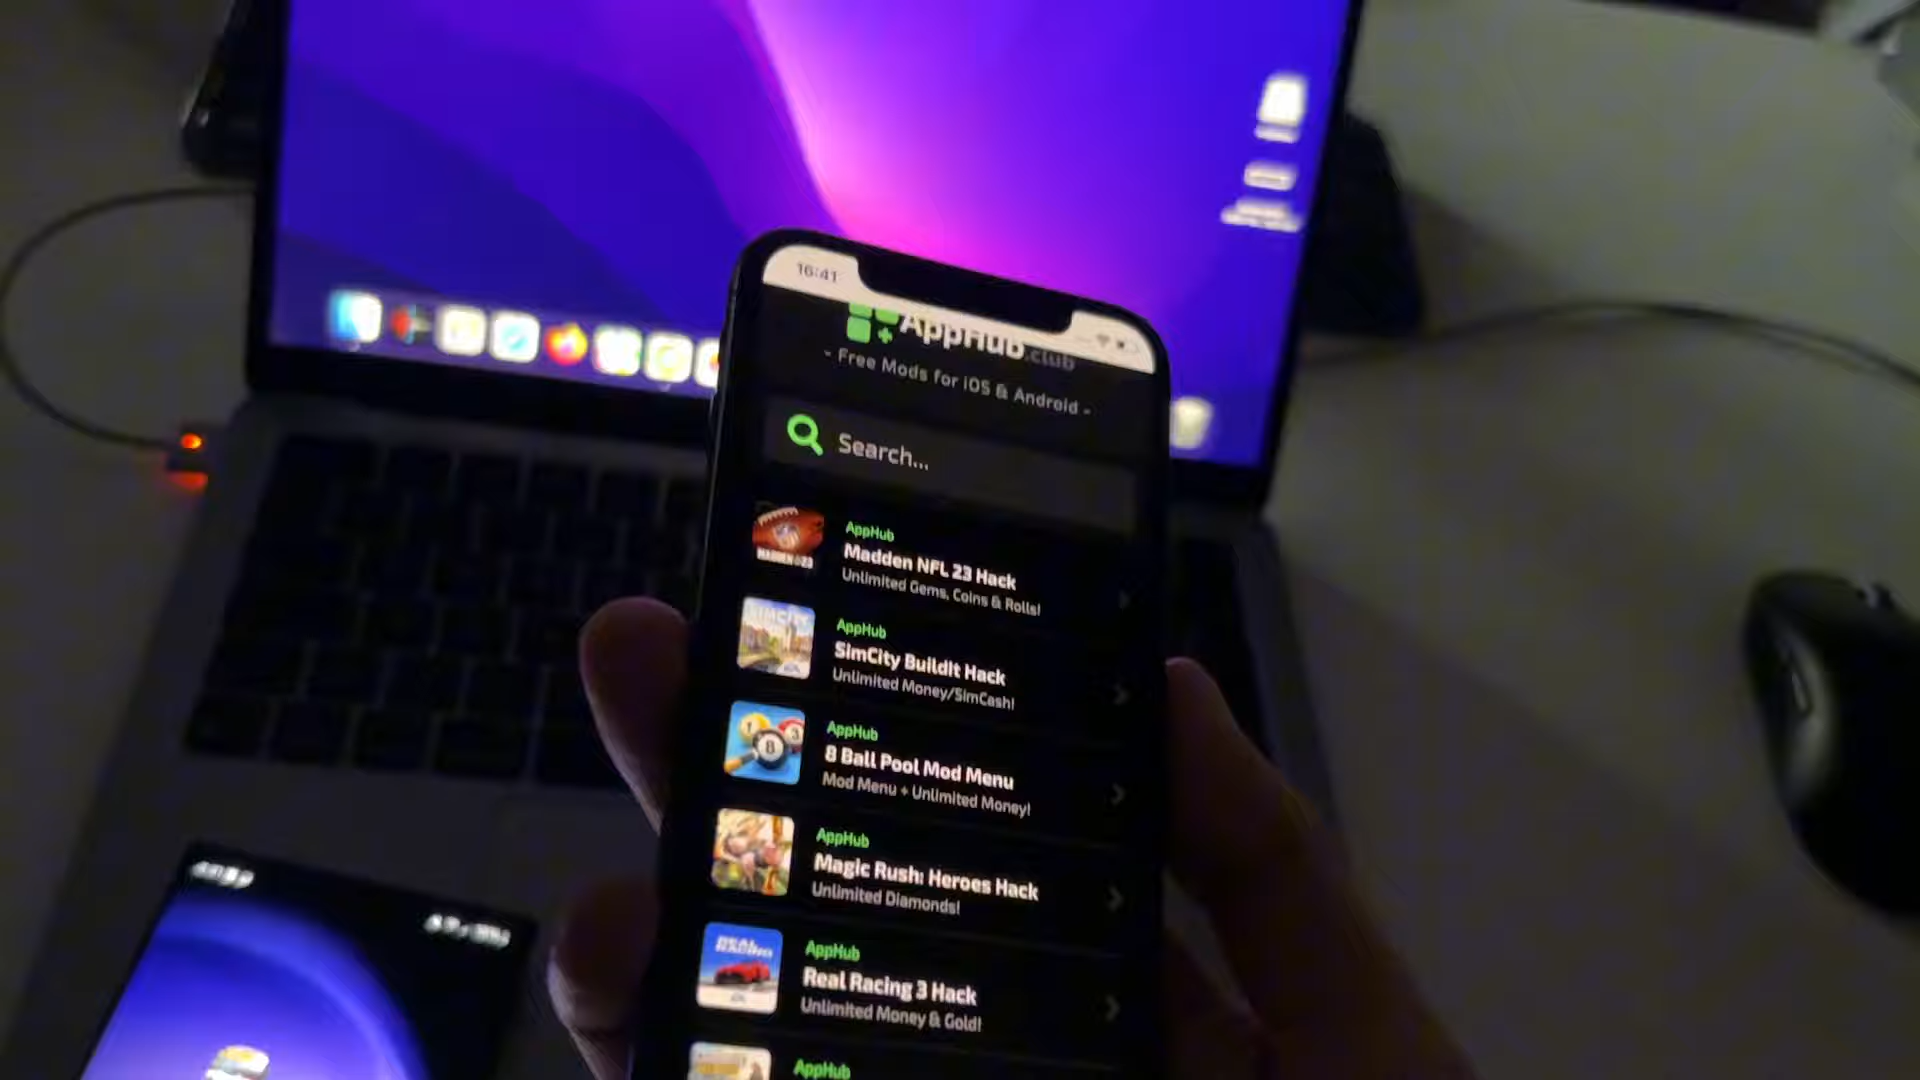 16:41
AppHub.club
- Free Mods for iOS & Android -
Search...
AppHub
Madden NFL 23 Hack
Unlimited Gems, Coins & Rolls!
AppHub
SimCity BuildIt Hack
Unlimited Money/SimCash!
AppHub
8 Ball Pool Mod Menu
Mod Menu + Unlimited Money!
AppHub
Magic Rush: Heroes Hack
Unlimited Diamonds!
AppHub
Real Racing 3 Hack
Unlimited Money & Gold!
AppHub